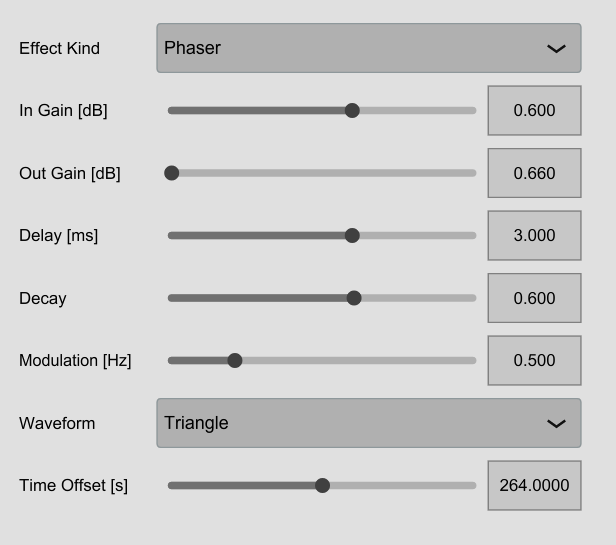 Effect Kind Phaser
In Gain [dB] 0.600
Out Gain [dB] 0.660
Delay [ms] 3.000
Decay 0.600
Modulation [Hz] 0.500
Waveform Triangle
Time Offset [s] 264.0000